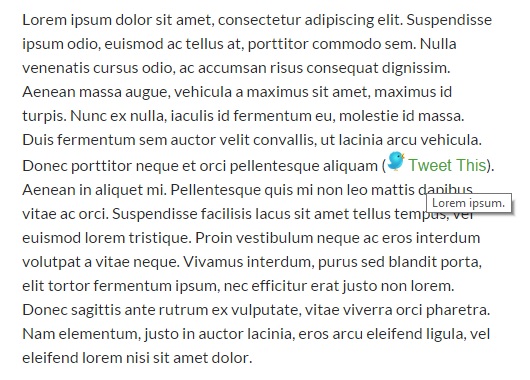 Lorem ipsum dolor sit amet, consectetur adipiscing elit. Suspendisse
ipsum odio, euismod ac tellus at, porttitor commodo sem. Nulla
venenatis cursus odio, ac accumsan risus consequat dignissim.
Aenean massa augue, vehicula a maximus sit amet, maximus id
turpis. Nunc ex nulla, iaculis id fermentum eu, molestie id massa.
Duis fermentum sem auctor velit convallis, ut lacinia arcu vehicula.
Donec porttitor neque et orci pellentesque aliquam (Tweet This).
Aenean in aliquet mi. Pellentesque quis mi non leo mattis dapibus
Lorem ipsum.
vitae ac orci. Suspendisse facilisis lacus sit amet tellus tempus, vel
euismod lorem tristique. Proin vestibulum neque ac eros interdum
volutpat a vitae neque. Vivamus interdum, purus sed blandit porta,
elit tortor fermentum ipsum, nec efficitur erat justo non lorem.
Donec sagittis ante rutrum ex vulputate, vitae viverra orci pharetra.
Nam elementum, justo in auctor lacinia, eros arcu eleifend ligula, vel
eleifend lorem nisi sit amet dolor.